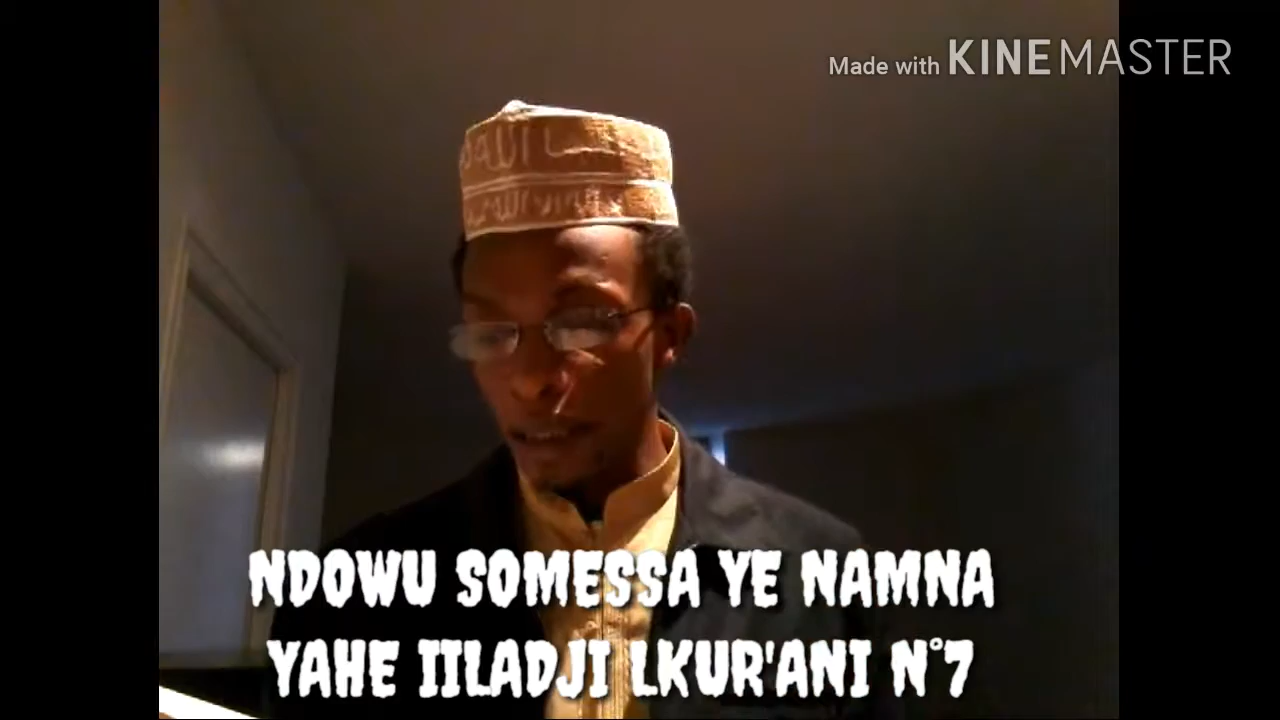 Made with KINEMASTER
NDOWU SOMESSA YE NAMNA
YAHE IILADJI LKUR'ANI N°7